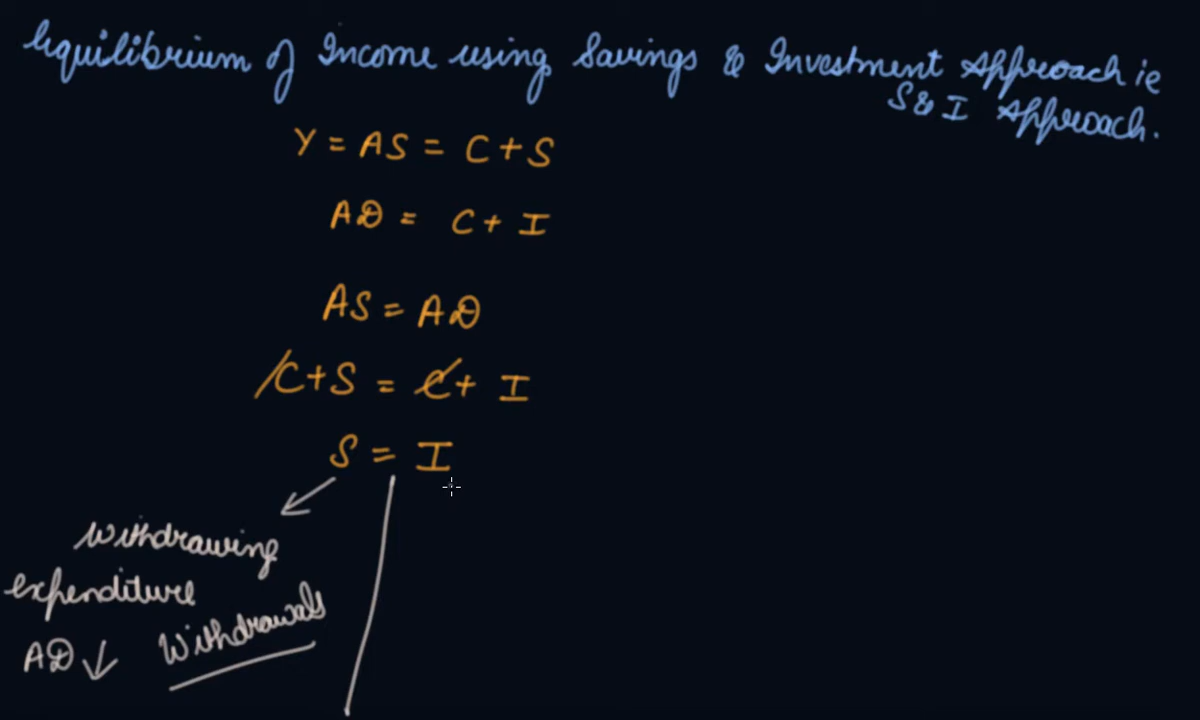 Equilibrium of Income using Savings & Investment Approach ie
S & I Approach.
Y = AS = C + S
AD = C + I
AS = AD
C + S = C + I
S = I
Withdrawing
expenditure
AD ↓ Withdrawals